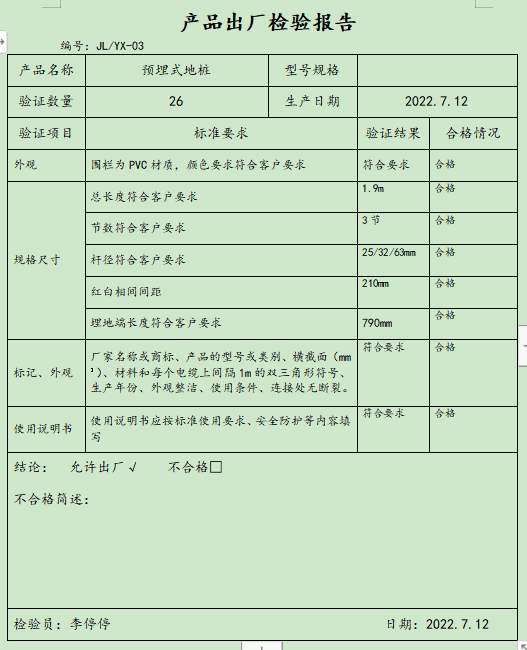 产品出厂检验报告
编号：JL/YX-03
产品名称 预埋式地桩 型号规格
验证数量 26 生产日期 2022.7.12
验证项目 标准要求 验证结果 合格情况
外观 围栏为PVC材质，颜色要求符合客户要求 符合要求 合格
规格尺寸
总长度符合客户要求 1.9m 合格
节数符合客户要求 3节 合格
杆径符合客户要求 25/32/63mm 合格
红白相间间距 210mm 合格
埋地端长度符合客户要求 790mm 合格
标记、外观
厂家名称或商标、产品的型号或类别、横截面（mm
²）、材料和每个电缆上间隔1m的双三角形符号、
生产年份、外观整洁、使用条件、连接处无断裂。
符合要求 合格
使用说明书
使用说明书应按标准使用要求、安全防护等内容填
写
符合要求 合格
结论： 允许出厂√ 不合格□
不合格简述：
检验员：李停停 日期：2022.7.12